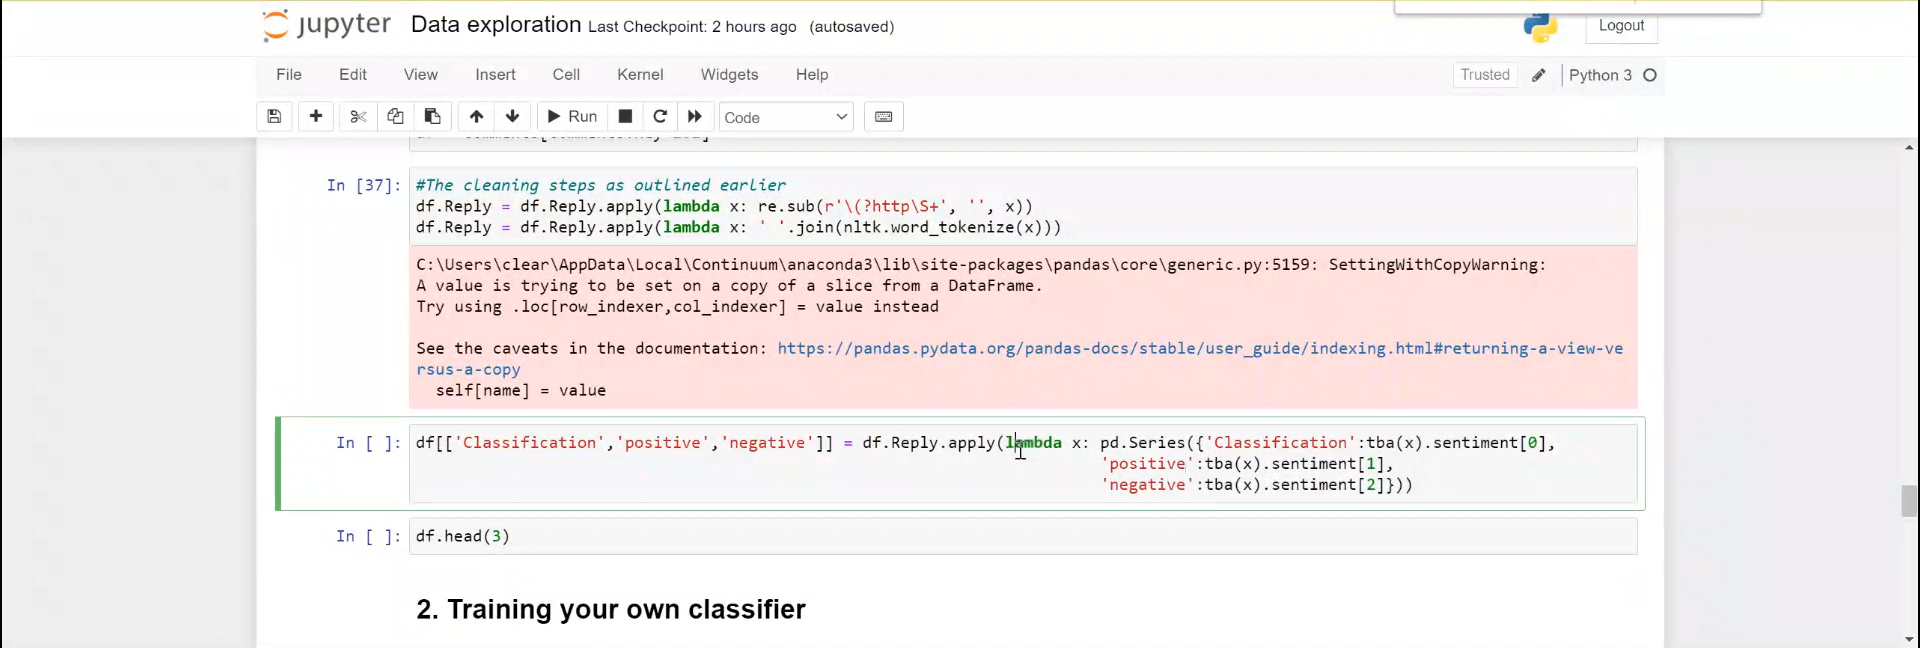 jupyter Data exploration Last Checkpoint: 2 hours ago (autosaved)
Logout
File Edit View Insert Cell Kernel Widgets Help
Trusted Python 3
Run Code
In [37]: #The cleaning steps as outlined earlier
df.Reply = df.Reply.apply(lambda x: re.sub(r'\(?http\S+', '', x))
df.Reply = df.Reply.apply(lambda x: ' '.join(nltk.word_tokenize(x)))
C:\Users\clear\AppData\Local\Continuum\anaconda3\lib\site-packages\pandas\core\generic.py:5159: SettingWithCopyWarning:
A value is trying to be set on a copy of a slice from a DataFrame.
Try using .loc[row_indexer,col_indexer] = value instead
See the caveats in the documentation: https://pandas.pydata.org/pandas-docs/stable/user_guide/indexing.html#returning-a-view-ve
rsus-a-copy
self[name] = value
In [ ]: df[['Classification','positive','negative']] = df.Reply.apply(lambda x: pd.Series({'Classification':tba(x).sentiment[0],
'positive':tba(x).sentiment[1],
'negative':tba(x).sentiment[2]}))
In [ ]: df.head(3)
2. Training your own classifier